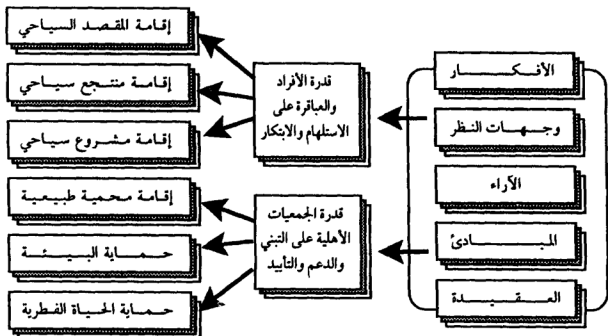 الأفكار
وجهات النظر
الآراء
المبادئ
العقيدة
قدرة الأفراد
والعباقرة على
الاستلهام والابتكار
قدرة الجمعيات
الأهلية على التبني
والدعم والتأييد
إقامة المقصد السياحي
إقامة منتجع سياحي
إقامة مشروع سياحي
إقامة محمية طبيعية
حماية البيئة
حماية الحياة الفطرية